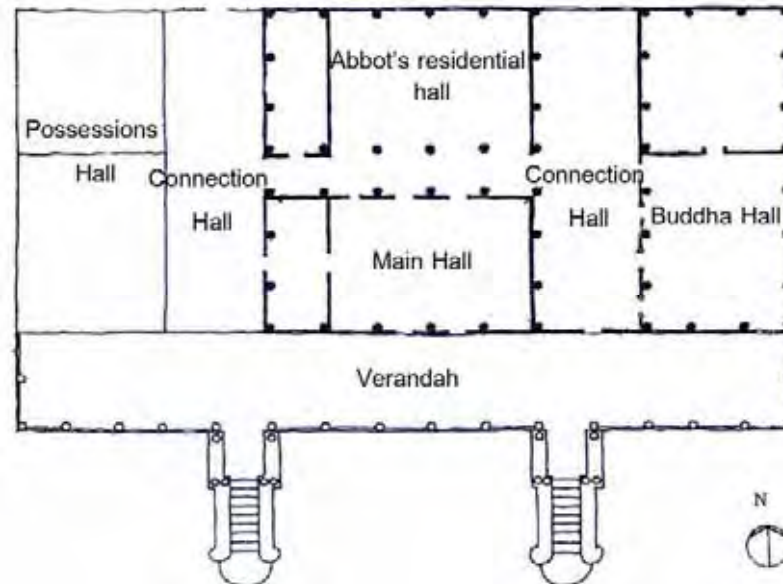 Abbot's residential
hall
Possessions
Hall
Connection
Hall
Main Hall
Connection
Hall
Buddha Hall
Verandah
N